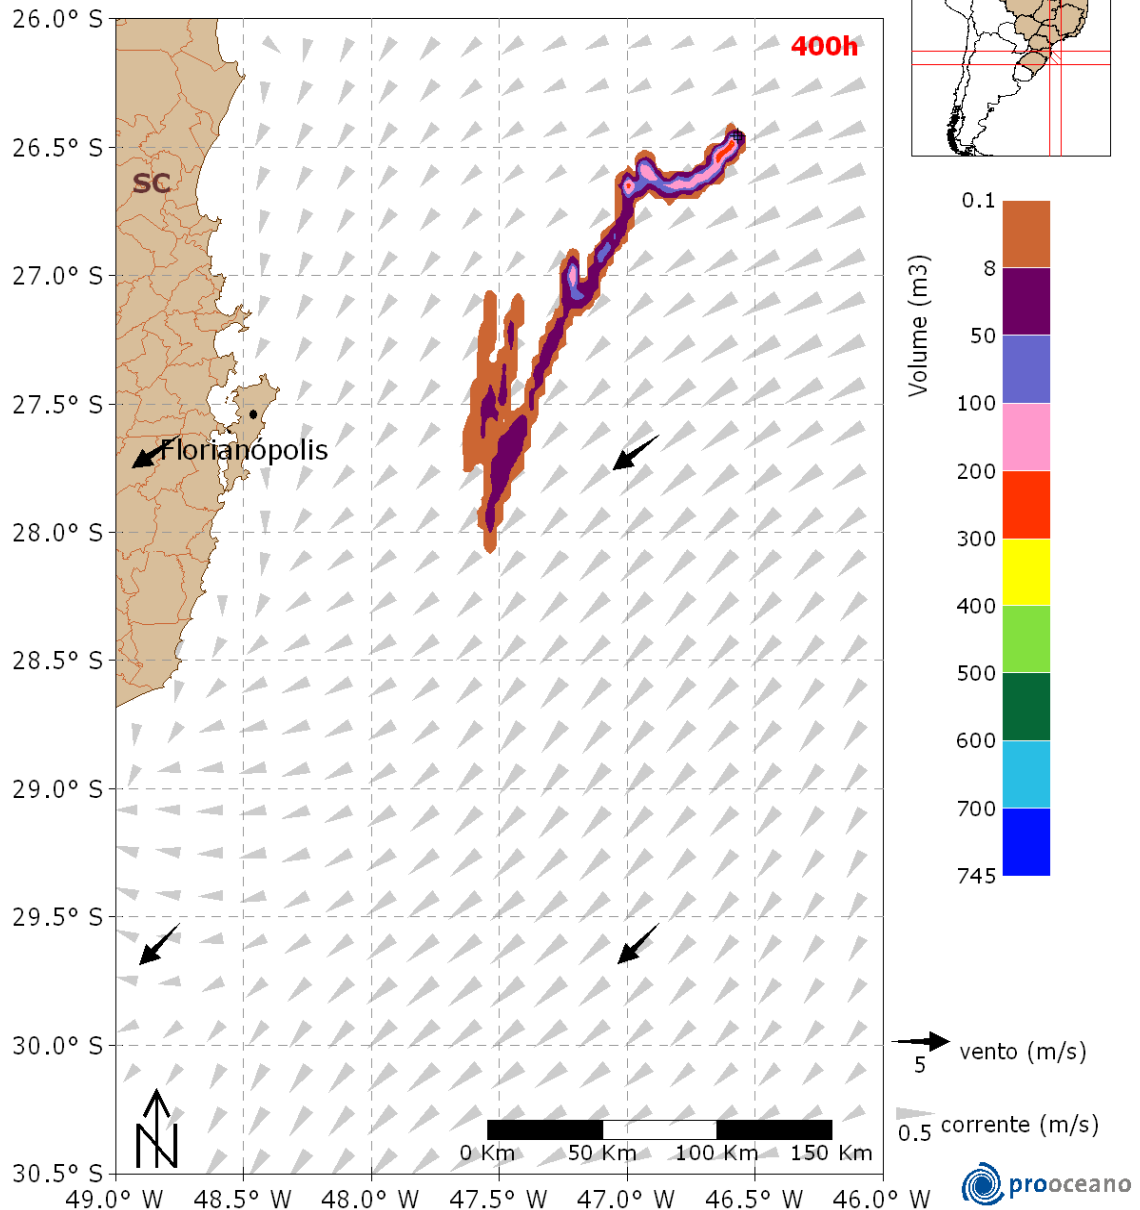 26.0° S
400h
26.5° S
SC
27.0° S
27.5° S
Florianópolis
28.0° S
28.5° S
29.0° S
29.5° S
30.0° S
30.5° S
N
0 Km 50 Km 100 Km 150 Km
49.0° W 48.5° W 48.0° W 47.5° W 47.0° W 46.5° W 46.0° W
Volume (m3)
0.1
8
50
100
200
300
400
500
600
700
745
vento (m/s)
5
corrente (m/s)
0.5
prooceano